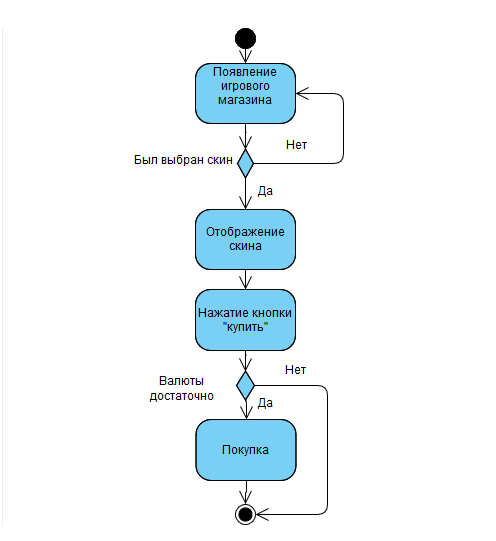 Появление
игрового
магазина
Нет
Был выбран скин
Да
Отображение
скина
Нажатие кнопки
"купить"
Нет
Валюты
достаточно
Да
Покупка